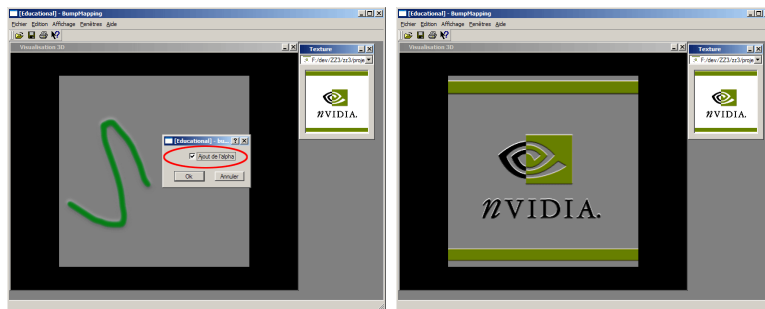 [Educational] - BumpMapping
Fichier Edition Affichage Fenêtres Aide
Visualisation 3D
Texture
F:/dev/ZZ3/zz3/proje
nVIDIA.
[Educational] - bu... ? X
Ajout de l'alpha
Ok Annuler
[Educational] - BumpMapping
Fichier Edition Affichage Fenêtres Aide
Visualisation 3D
Texture
F:/dev/ZZ3/zz3/proje
nVIDIA.
nVIDIA.